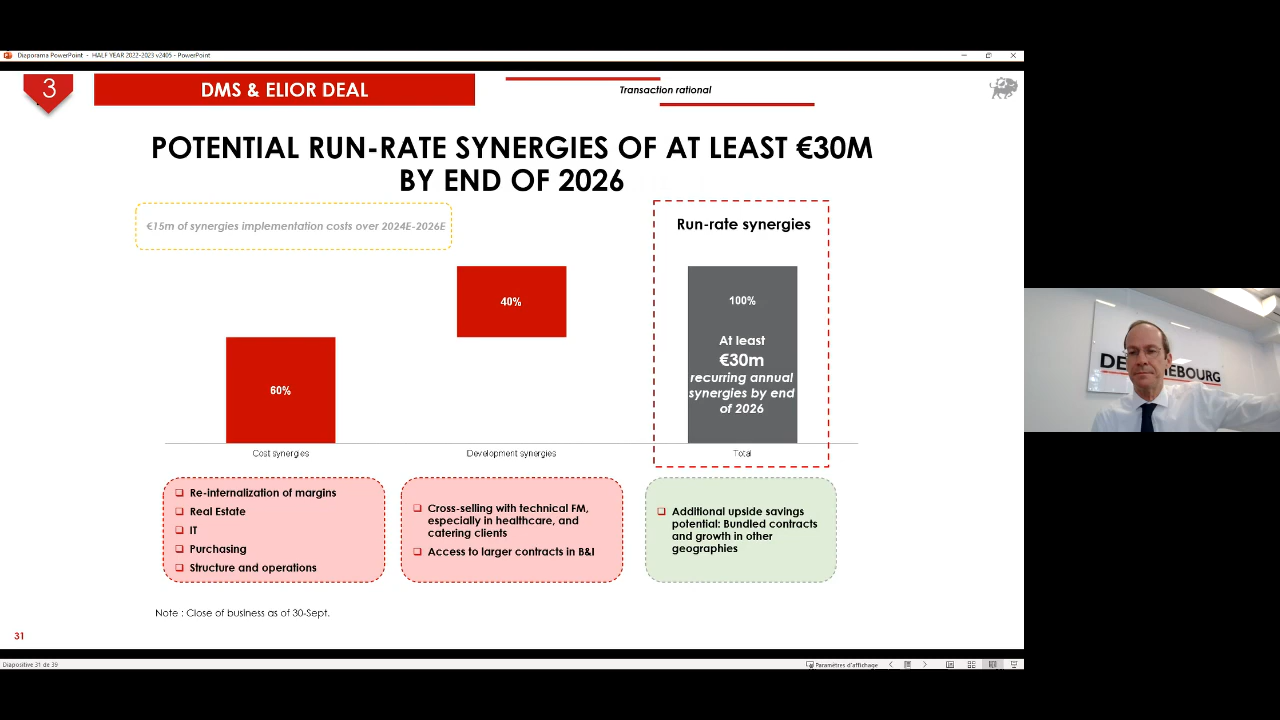 Diaporama PowerPoint - HALF YEAR 2022-2023 v2405 - PowerPoint
3
DMS & ELIOR DEAL
Transaction rational
POTENTIAL RUN-RATE SYNERGIES OF AT LEAST €30M
BY END OF 2026
€15m of synergies implementation costs over 2024E-2026E
Run-rate synergies
60%
40%
100%
At least
€30m
recurring annual
synergies by end
of 2026
Cost synergies
Development synergies
Total
Re-internalization of margins
Real Estate
IT
Purchasing
Structure and operations
Cross-selling with technical FM,
especially in healthcare, and
catering clients
Access to larger contracts in B&I
Additional upside savings
potential: Bundled contracts
and growth in other
geographies
Note : Close of business as of 30-Sept.
31
Diapositive 31 de 39
Paramètres d'affichage